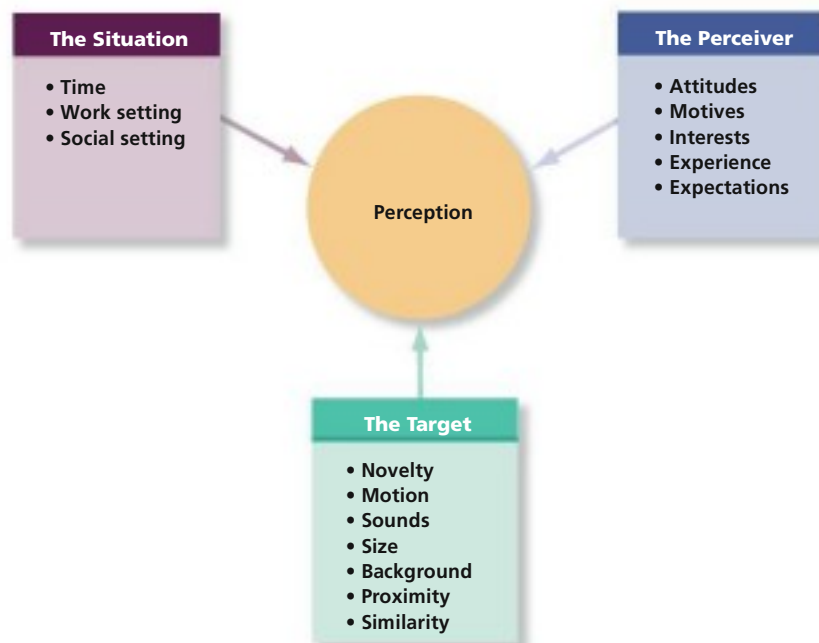 The Situation
• Time
• Work setting
• Social setting
The Perceiver
• Attitudes
• Motives
• Interests
• Experience
• Expectations
Perception
The Target
• Novelty
• Motion
• Sounds
• Size
• Background
• Proximity
• Similarity